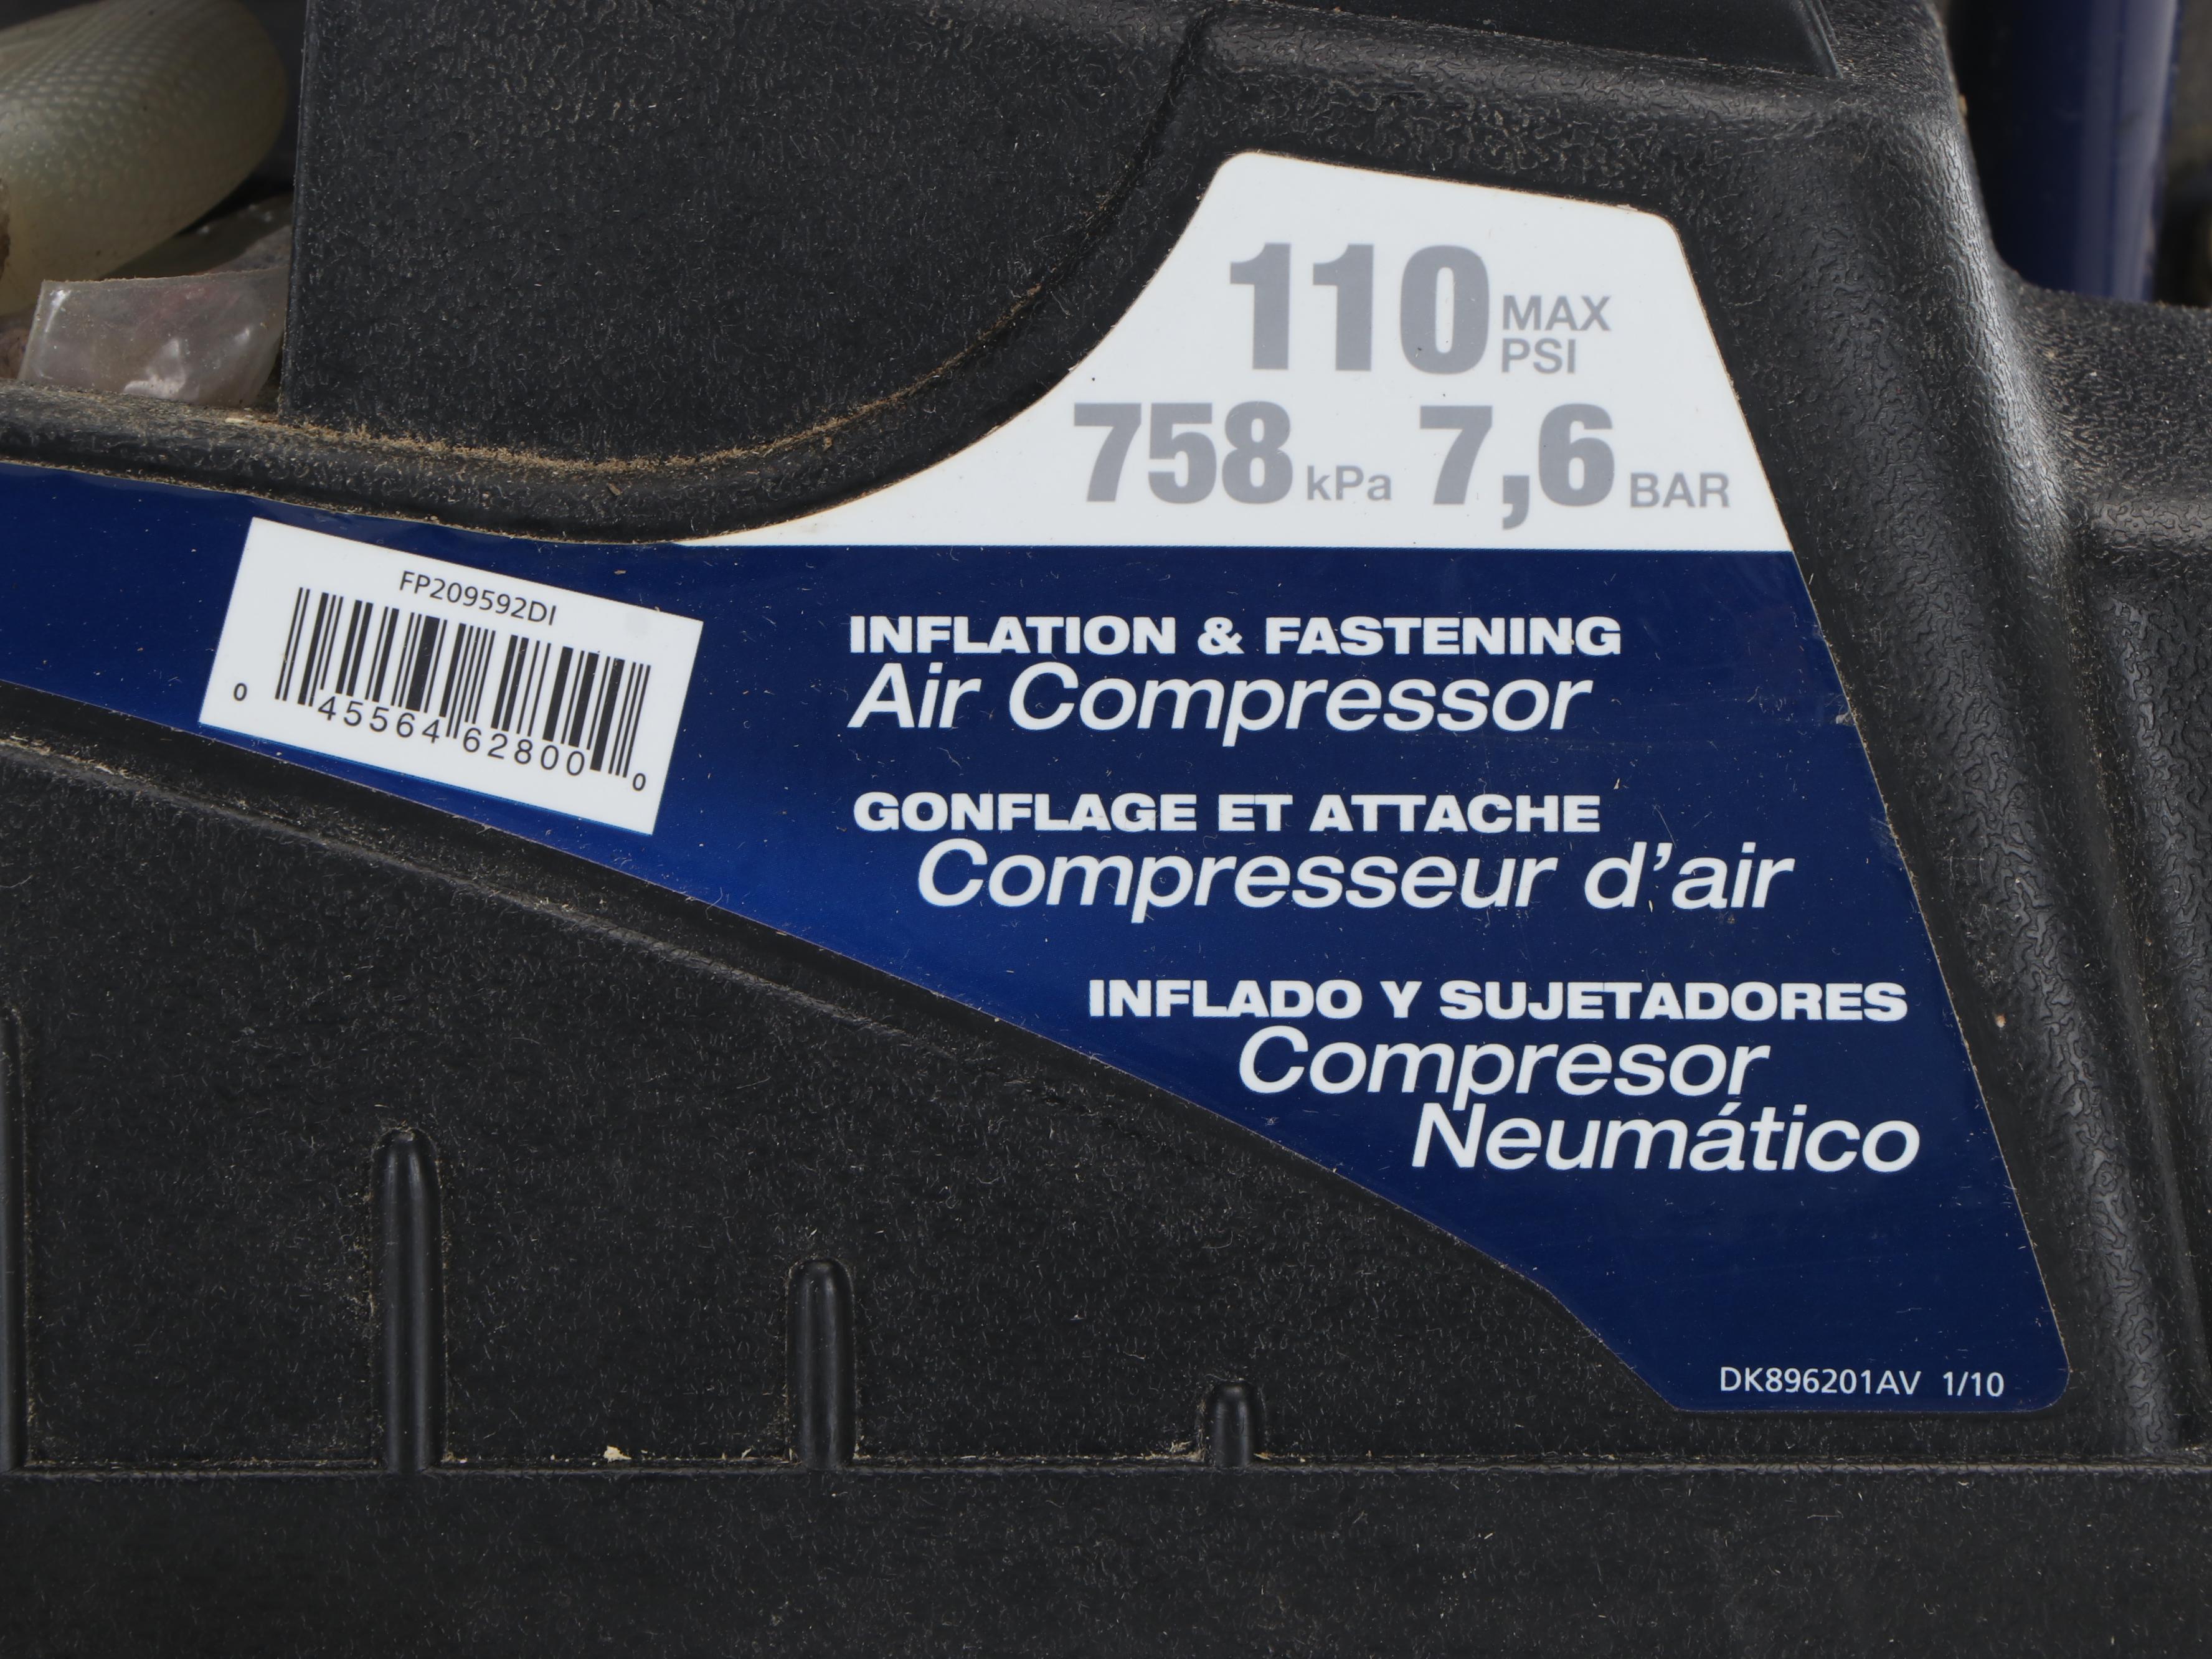 110 MAX PSI
758 kPa 7,6 BAR
FP209592DI
0 45564 62800 0
INFLATION & FASTENING
Air Compressor
GONFLAGE ET ATTACHE
Compresseur d'air
INFLADO Y SUJETADORES
Compresor
Neumático
DK896201AV 1/10